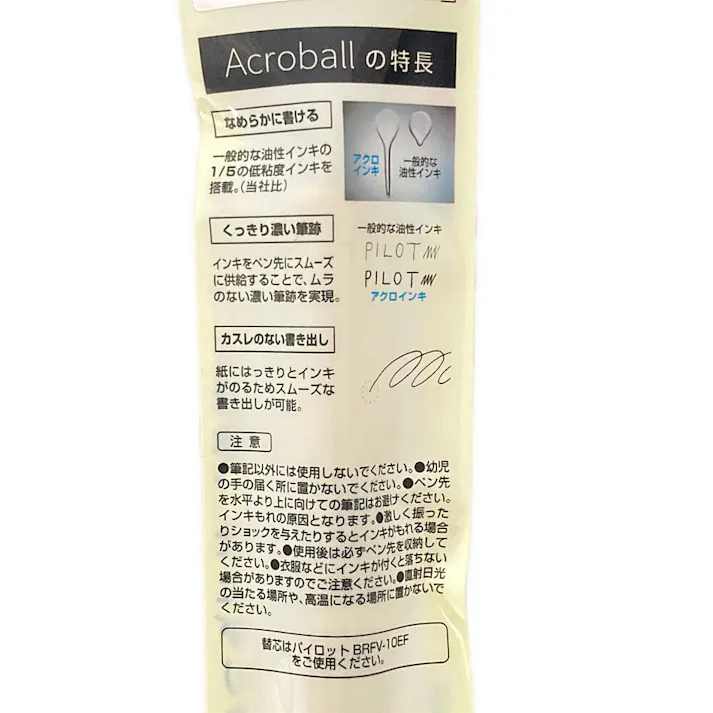 Acroball の特長
なめらかに書ける
一般的な油性インキの
1/5の低粘度インキを
搭載。(当社比)
アクロ
インキ
一般的な
油性インキ
くっきり濃い筆跡
インキをペン先にスムーズ
に供給することで、ムラ
のない濃い筆跡を実現。
一般的な油性インキ
PILOT
PILOT
アクロインキ
カスレのない書き出し
紙にはっきりとインキ
がのるためスムーズな
書き出しが可能。
注意
●筆記以外には使用しないでください。●幼児
の手の届く所に置かないでください。●ペン先
を水平より上に向けての筆記はお避けください。
インキもれの原因となります。●激しく振った
りショックを与えたりするとインキがもれる場合
があります。●使用後は必ずペン先を収納して
ください。●衣服などにインキが付くと落ちない
場合がありますのでご注意ください。●直射日光
の当たる場所や、高温になる場所に置かないで
ください。
替芯はパイロット BRFV-10EF
をご使用ください。